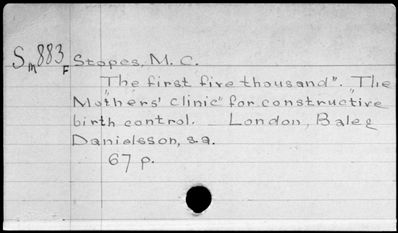 Sm 883 F Stopes, M. C.
"The first five thousand". "The
Mothers' clinic" for constructive
birth control. London, Bale &
Danielsson, s.a.
67 p.